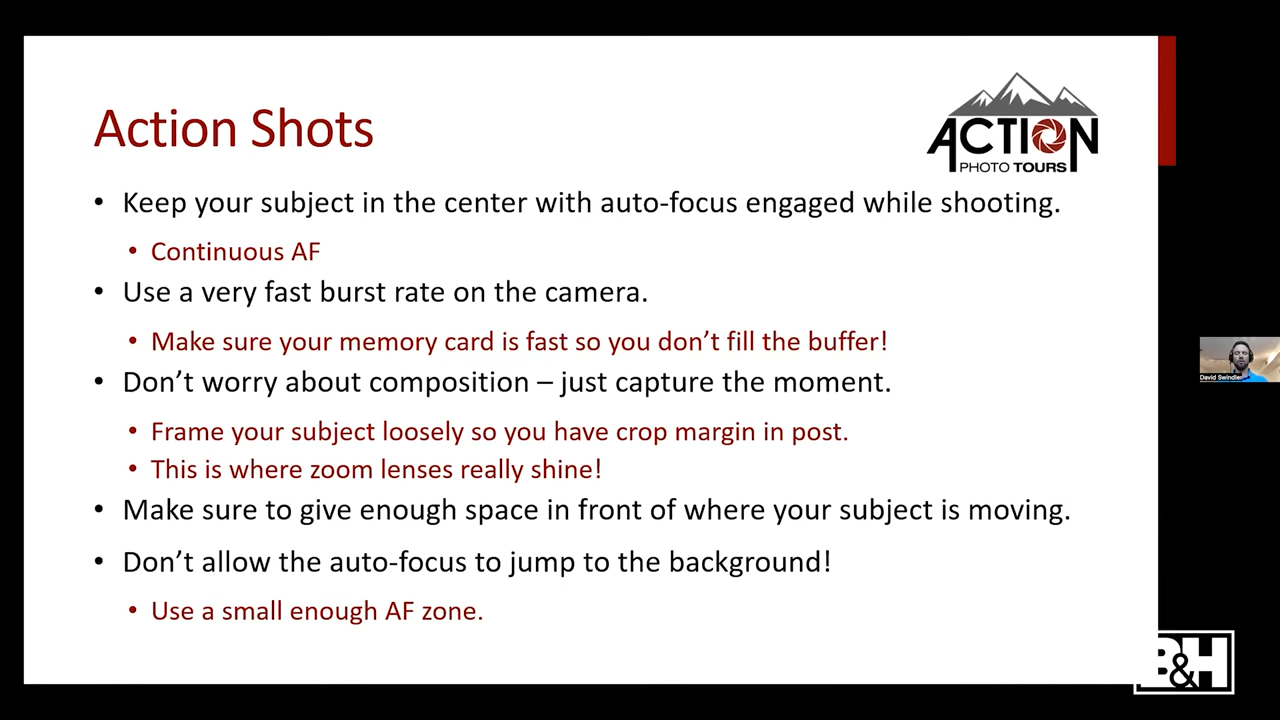 Action Shots
ACTION
PHOTO TOURS
• Keep your subject in the center with auto-focus engaged while shooting.
• Continuous AF
• Use a very fast burst rate on the camera.
• Make sure your memory card is fast so you don’t fill the buffer!
• Don’t worry about composition – just capture the moment.
• Frame your subject loosely so you have crop margin in post.
• This is where zoom lenses really shine!
• Make sure to give enough space in front of where your subject is moving.
• Don’t allow the auto-focus to jump to the background!
• Use a small enough AF zone.
David Swindler
B&H